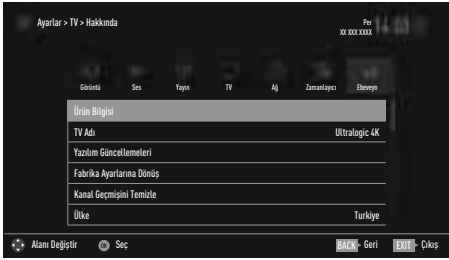 Ayarlar > TV > Hakkında
Per
XX XXX XXXX
Görüntü Ses Yayın TV Ağ Zamanlayıcı Ebeveyn
Ürün Bilgisi
TV Adı Ultralogic 4K
Yazılım Güncellemeleri
Fabrika Ayarlarına Dönüş
Kanal Geçmişini Temizle
Ülke Turkiye
Alanı Değiştir OK Seç BACK Geri EXIT Çıkış